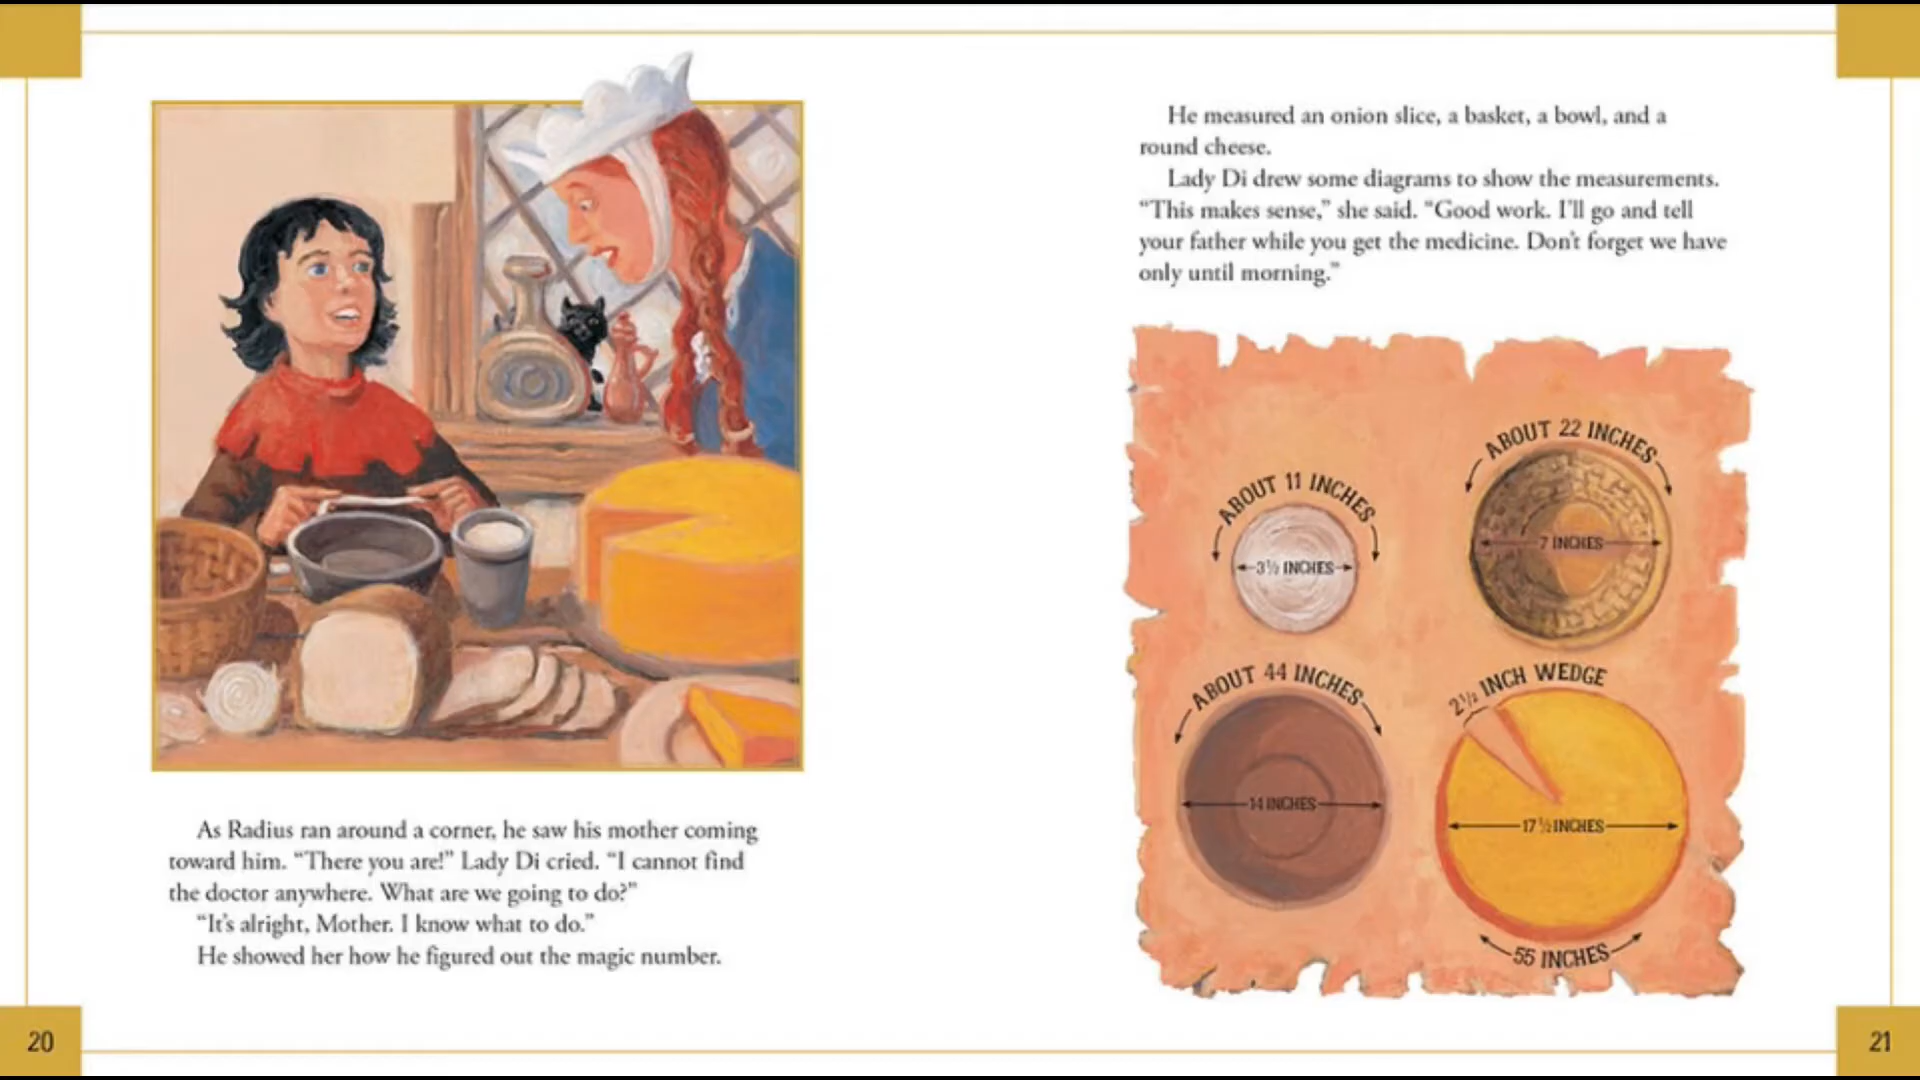 As Radius ran around a corner, he saw his mother coming
toward him. “There you are!” Lady Di cried. “I cannot find
the doctor anywhere. What are we going to do?”
“It’s alright, Mother. I know what to do.”
He showed her how he figured out the magic number.
20
He measured an onion slice, a basket, a bowl, and a
round cheese.
Lady Di drew some diagrams to show the measurements.
“This makes sense,” she said. “Good work. I’ll go and tell
your father while you get the medicine. Don’t forget we have
only until morning.”
ABOUT 11 INCHES
3½ INCHES
ABOUT 22 INCHES
7 INCHES
ABOUT 44 INCHES
14 INCHES
2½ INCH WEDGE
17 ½ INCHES
55 INCHES
21